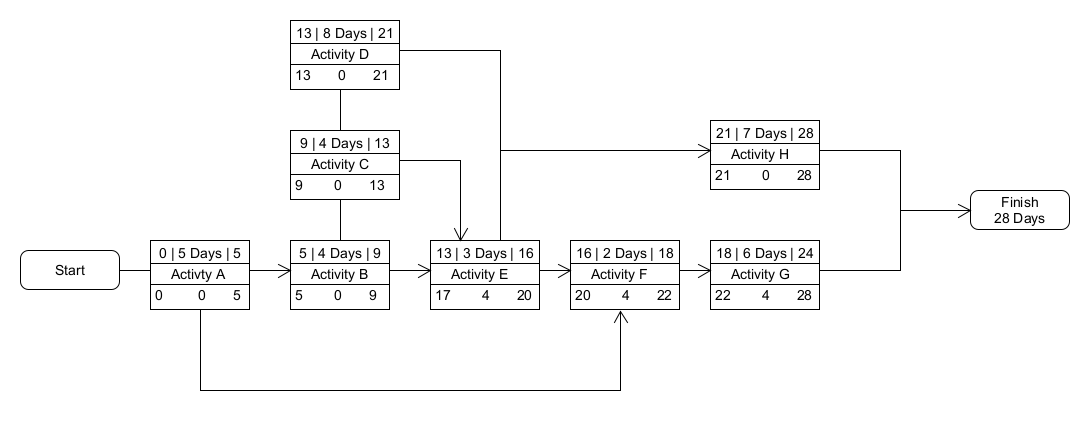 13 | 8 Days | 21
Activity D
13 0 21
9 | 4 Days | 13
Activity C
9 0 13
21 | 7 Days | 28
Activity H
21 0 28
Finish
28 Days
Start
0 | 5 Days | 5
Activty A
0 0 5
5 | 4 Days | 9
Activity B
5 0 9
13 | 3 Days | 16
Activity E
17 4 20
16 | 2 Days | 18
Activity F
20 4 22
18 | 6 Days | 24
Activity G
22 4 28